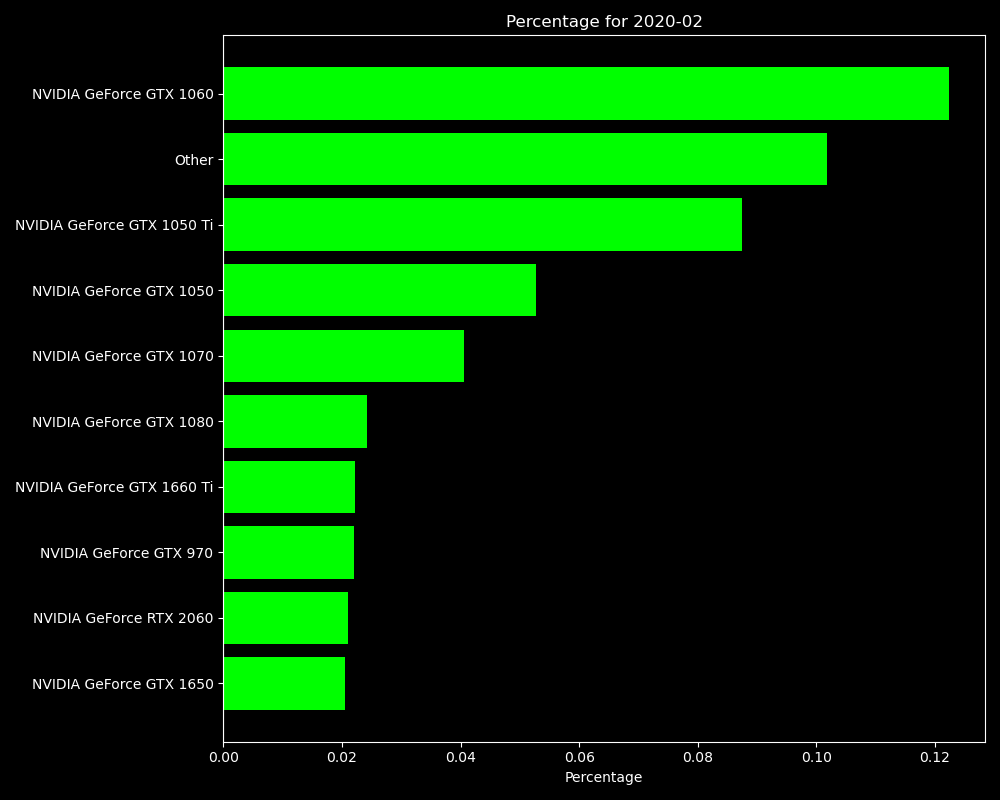 Percentage for 2020-02
NVIDIA GeForce GTX 1060
Other
NVIDIA GeForce GTX 1050 Ti
NVIDIA GeForce GTX 1050
NVIDIA GeForce GTX 1070
NVIDIA GeForce GTX 1080
NVIDIA GeForce GTX 1660 Ti
NVIDIA GeForce GTX 970
NVIDIA GeForce RTX 2060
NVIDIA GeForce GTX 1650
0.00 0.02 0.04 0.06 0.08 0.10 0.12
Percentage